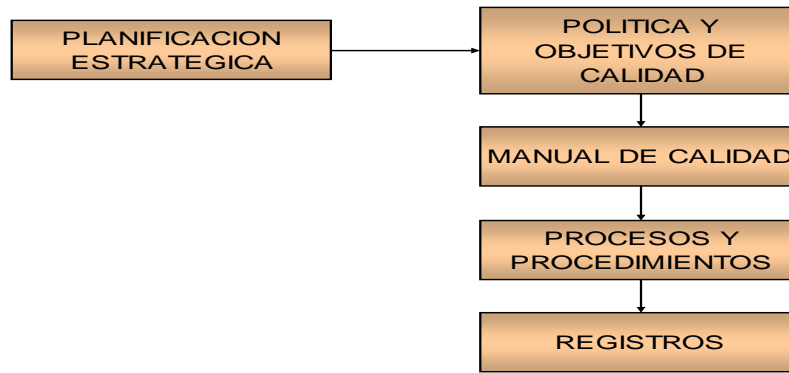 PLANIFICACION
ESTRATEGICA
POLITICA Y
OBJETIVOS DE
CALIDAD
MANUAL DE CALIDAD
PROCESOS Y
PROCEDIMIENTOS
REGISTROS